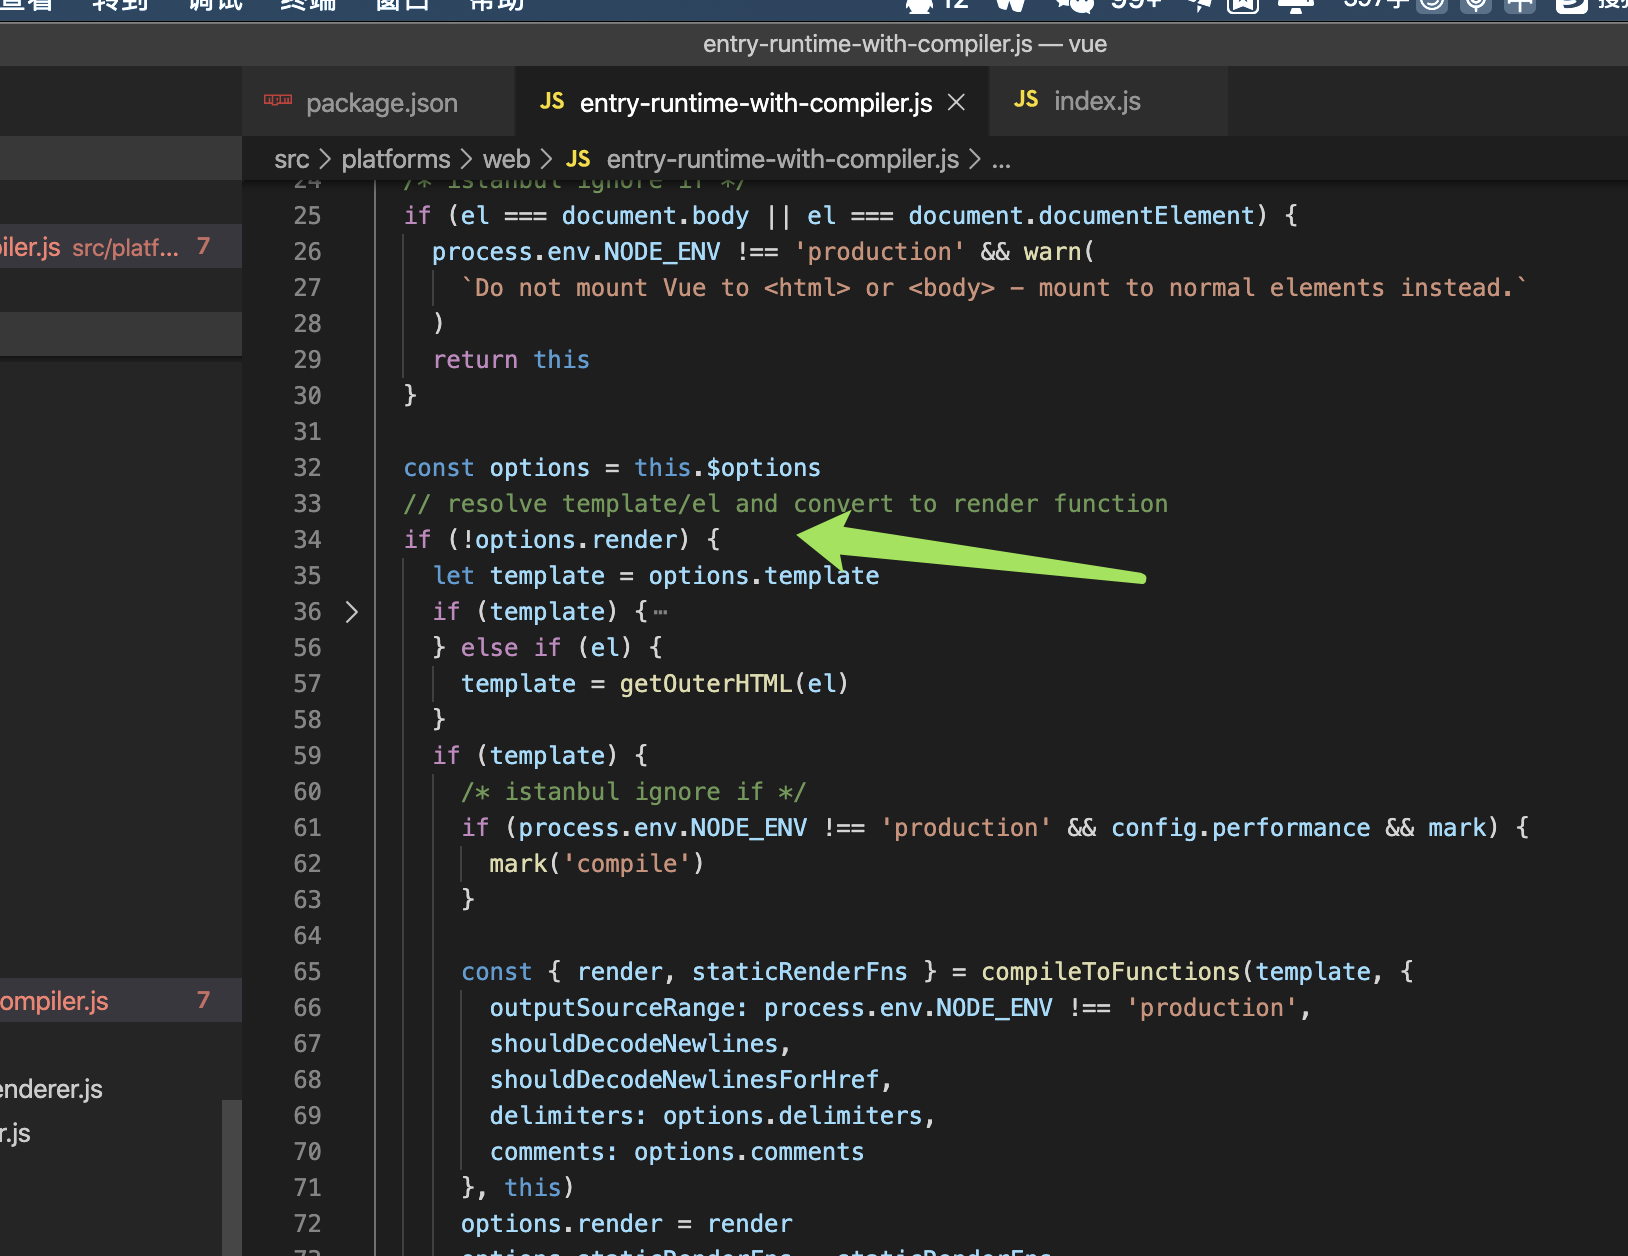 查看 转到 调试 终端 窗口 帮助 12 99+ 597字 中
entry-runtime-with-compiler.js — vue
package.json
JS entry-runtime-with-compiler.js
JS index.js
src > platforms > web > JS entry-runtime-with-compiler.js > ...
iler.js src/platf... 7
ompiler.js 7
enderer.js
r.js
24 /* istanbul ignore if */
25 if (el === document.body || el === document.documentElement) {
26 process.env.NODE_ENV !== 'production' && warn(
27 `Do not mount Vue to <html> or <body> - mount to normal elements instead.`
28 )
29 return this
30 }
31
32 const options = this.$options
33 // resolve template/el and convert to render function
34 if (!options.render) {
35 let template = options.template
36 if (template) {…
56 } else if (el) {
57 template = getOuterHTML(el)
58 }
59 if (template) {
60 /* istanbul ignore if */
61 if (process.env.NODE_ENV !== 'production' && config.performance && mark) {
62 mark('compile')
63 }
64
65 const { render, staticRenderFns } = compileToFunctions(template, {
66 outputSourceRange: process.env.NODE_ENV !== 'production',
67 shouldDecodeNewlines,
68 shouldDecodeNewlinesForHref,
69 delimiters: options.delimiters,
70 comments: options.comments
71 }, this)
72 options.render = render
73 options.staticRenderFns = staticRenderFns